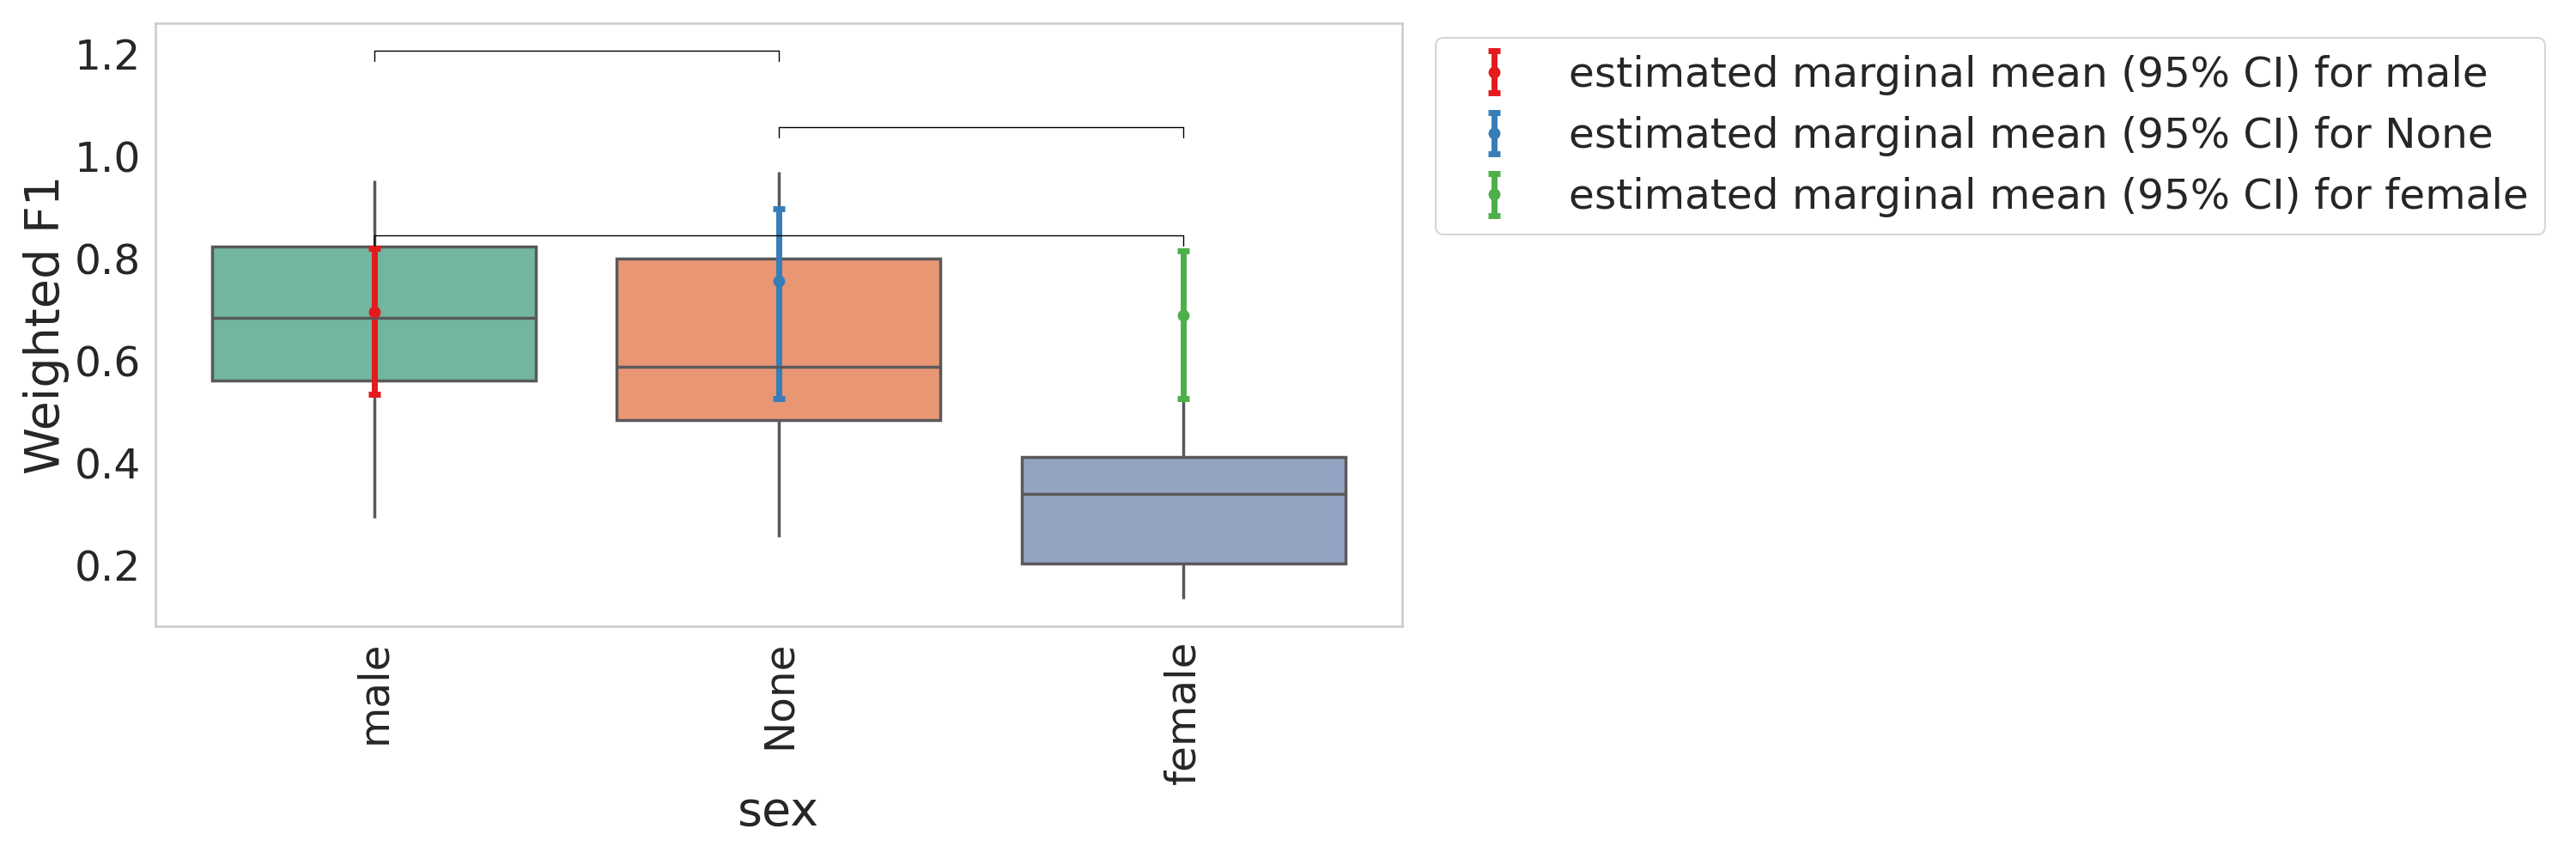 Weighted F1
1.2
1.0
0.8
0.6
0.4
0.2
male
None
female
sex
estimated marginal mean (95% CI) for male
estimated marginal mean (95% CI) for None
estimated marginal mean (95% CI) for female